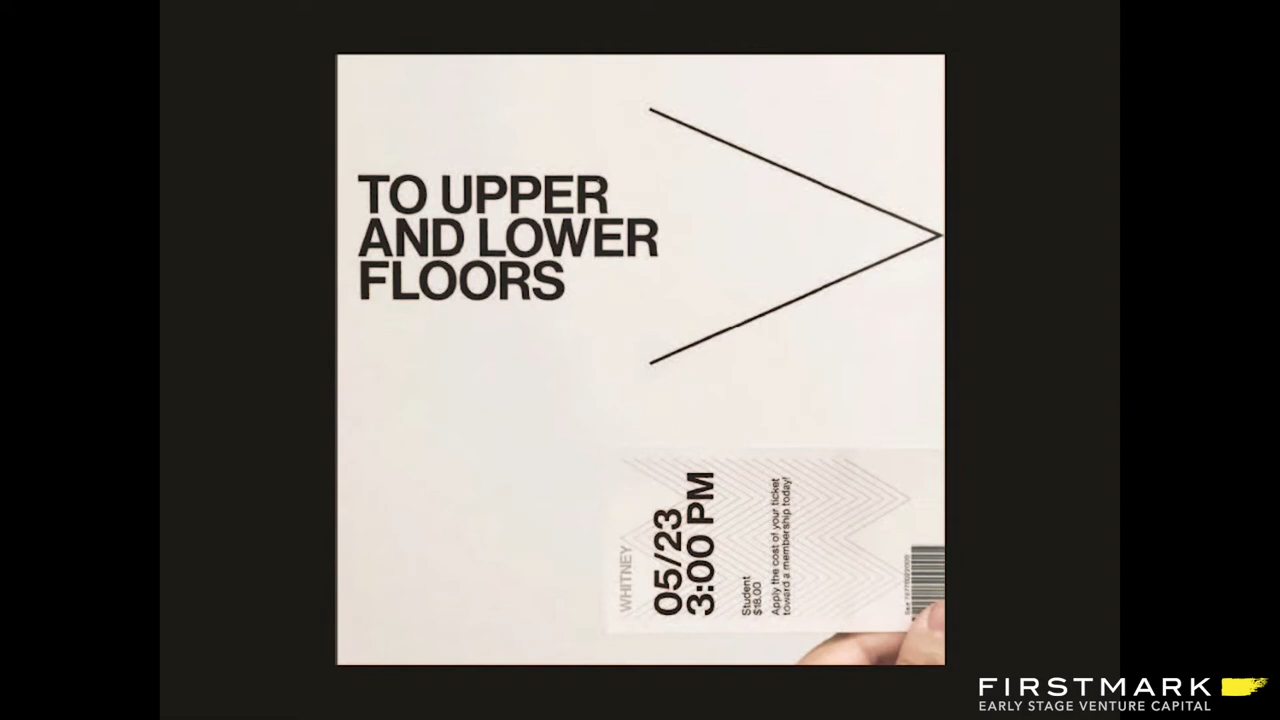 TO UPPER
AND LOWER
FLOORS
WHITNEY
05/23
3:00 PM
Student
$18.00
Apply the cost of your ticket
toward a membership today!
FIRSTMARK
EARLY STAGE VENTURE CAPITAL